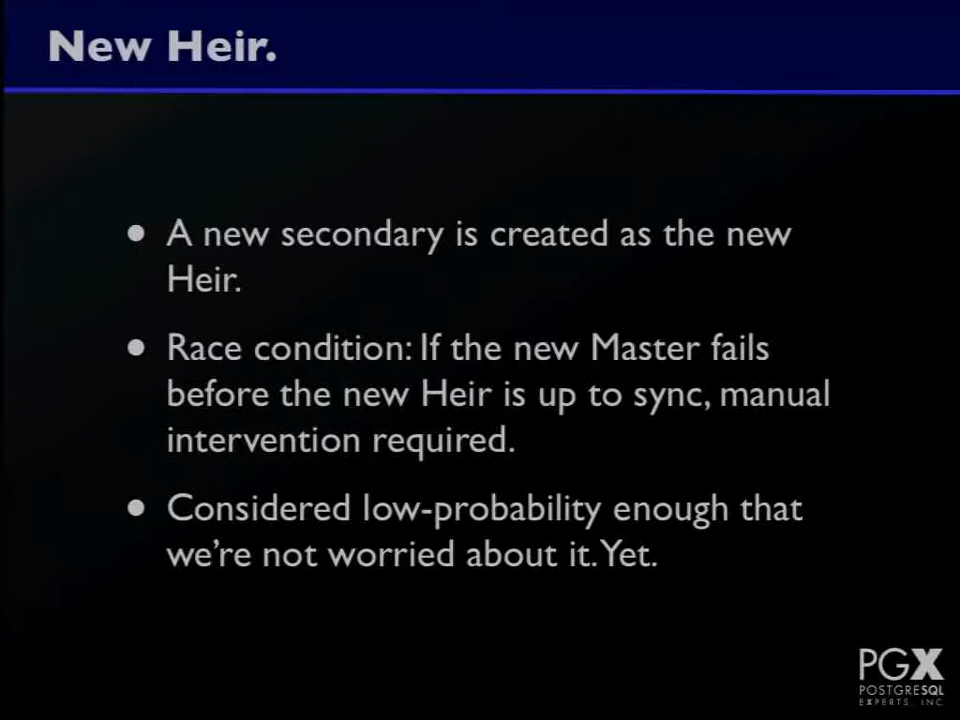 New Heir.
• A new secondary is created as the new
Heir.
• Race condition: If the new Master fails
before the new Heir is up to sync, manual
intervention required.
• Considered low-probability enough that
we're not worried about it. Yet.
PGX
POSTGRESQL
EXPERTS, INC